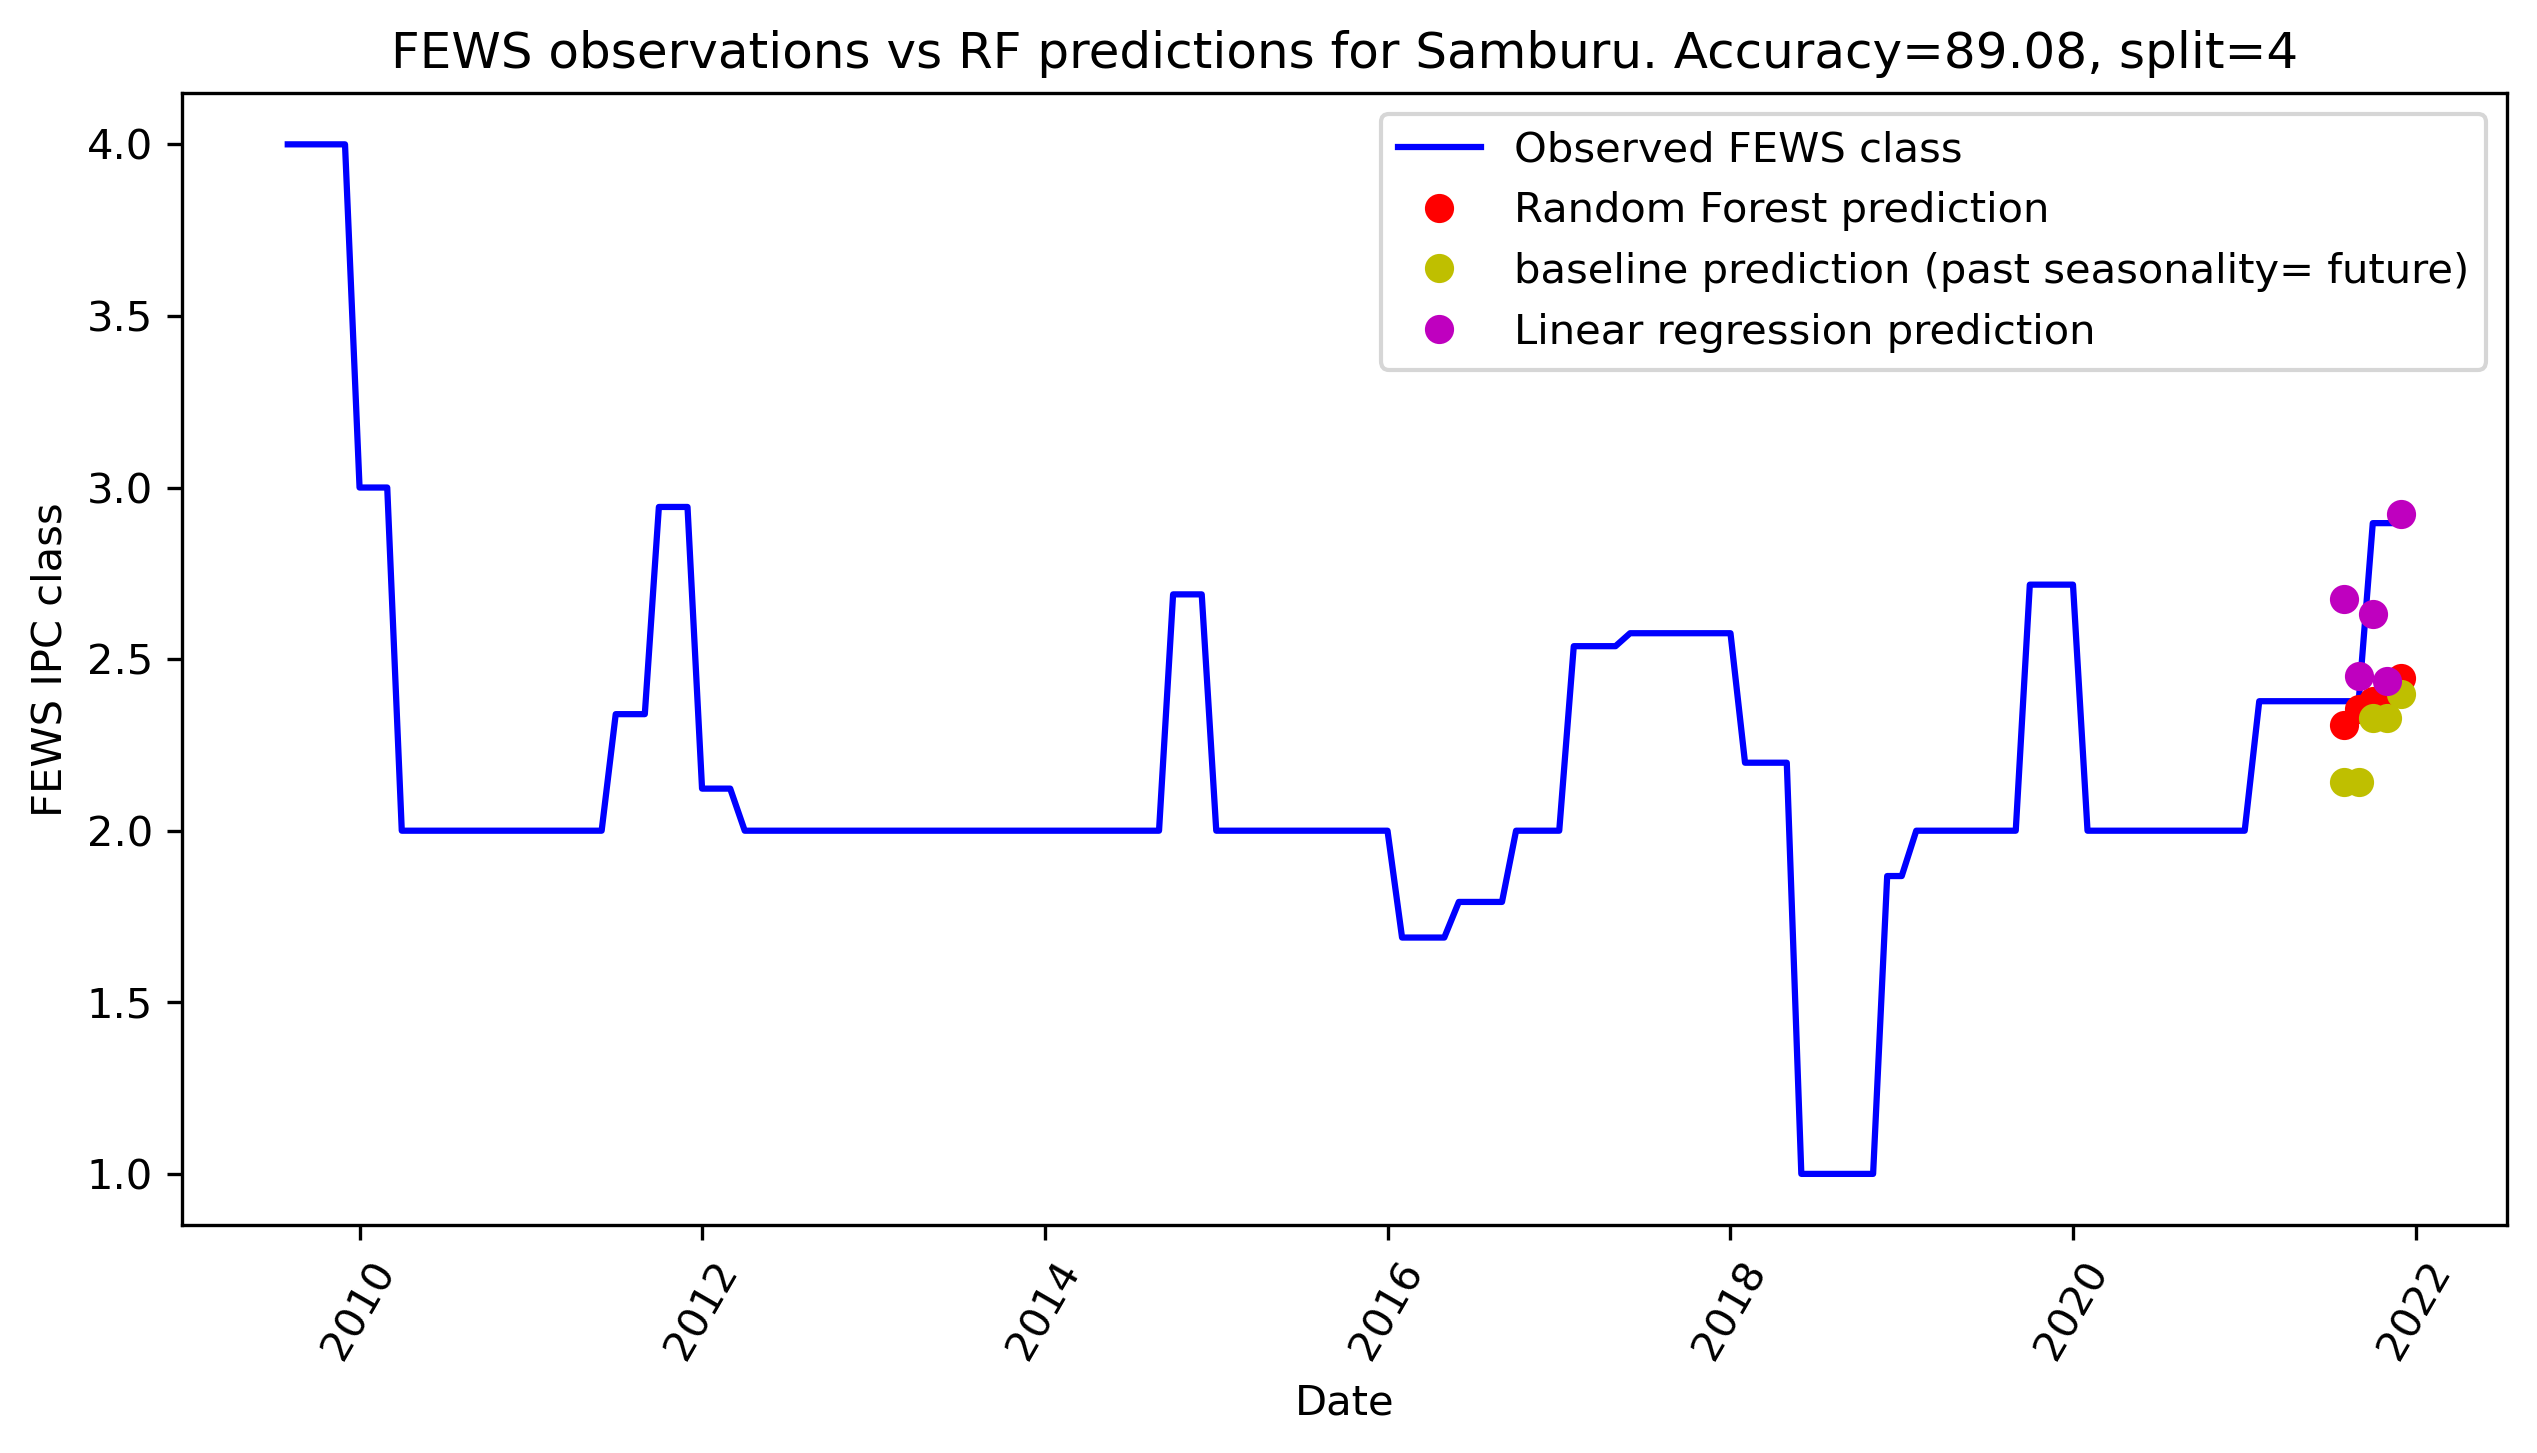 FEWS observations vs RF predictions for Samburu. Accuracy=89.08, split=4
Observed FEWS class
Random Forest prediction
baseline prediction (past seasonality= future)
Linear regression prediction
FEWS IPC class
4.0
3.5
3.0
2.5
2.0
1.5
1.0
2010
2012
2014
2016
2018
2020
2022
Date